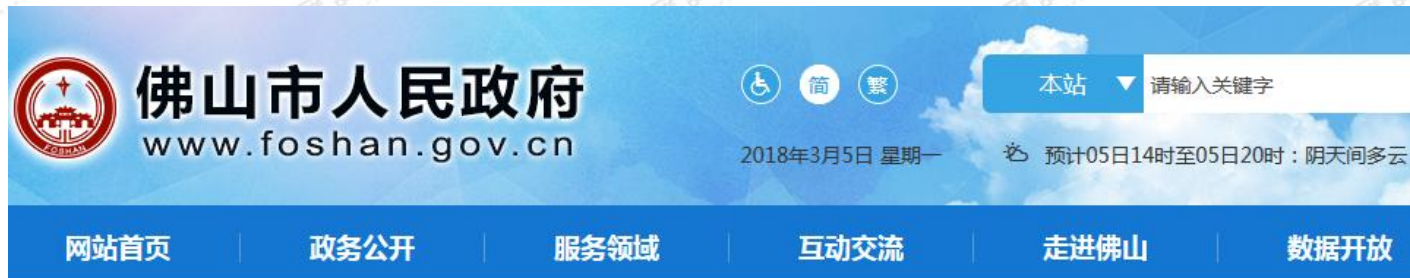 佛山市人民政府
www.foshan.gov.cn
FOSHAN
简 繁
本站 请输入关键字
2018年3月5日 星期一 预计05日14时至05日20时：阴天间多云
网站首页 政务公开 服务领域 互动交流 走进佛山 数据开放